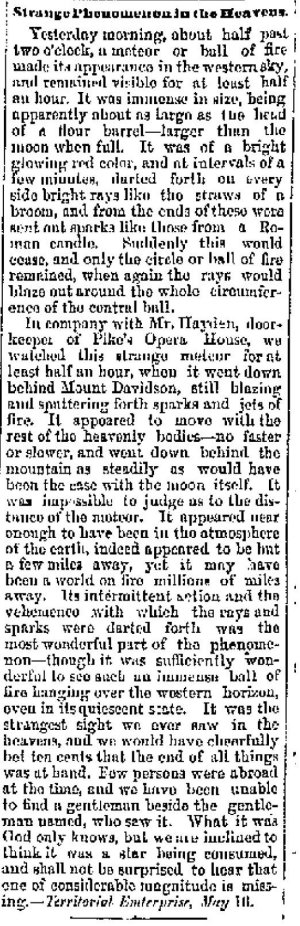 Strange Phenomenon in the Heavens.
Yesterday morning, about half past
two o'clock, a meteor or ball of fire
made its appearance in the western sky,
and remained visible for at least half
an hour. It was immense in size, being
apparently about as large as the head
of a flour barrel—larger than the
moon when full. It was of a bright
glowing red color, and at intervals of a
few minutes, darted forth on every
side bright rays like the straws of a
broom, and from the ends of these were
sent out sparks like those from a Ro-
man candle. Suddenly this would
cease, and only the circle or ball of fire
remained, when again the rays would
blaze out around the whole circumfer-
ence of the central ball.
In company with Mr. Hayden, door-
keeper of Pike's Opera House, we
watched this strange meteor for at
least half an hour, when it went down
behind Mount Davidson, still blazing
and sputtering forth sparks and jets of
fire. It appeared to move with the
rest of the heavenly bodies—no faster
or slower, and went down behind the
mountain as steadily as would have
been the case with the moon itself. It
was impossible to judge as to the dis-
tance of the meteor. It appeared near
enough to have been in the atmosphere
of the earth, indeed appeared to be but
a few miles away, yet it may have
been a world on fire millions of miles
away. Its intermittent action and the
vehemence with which the rays and
sparks were darted forth was the
most wonderful part of the phenome-
non—though it was sufficiently won-
derful to see such an immense ball of
fire hanging over the western horizon,
even in its quiescent state. It was the
strangest sight we ever saw in the
heavens, and we would have cheerfully
bet ten cents that the end of all things
was at hand. Few persons were abroad
at the time, and we have been unable
to find a gentleman beside the gentle-
man named, who saw it. What it was
God only knows, but we are inclined to
think it was a star being consumed,
and shall not be surprised to hear that
one of considerable magnitude is miss-
ing.—Territorial Enterprise, May 16.